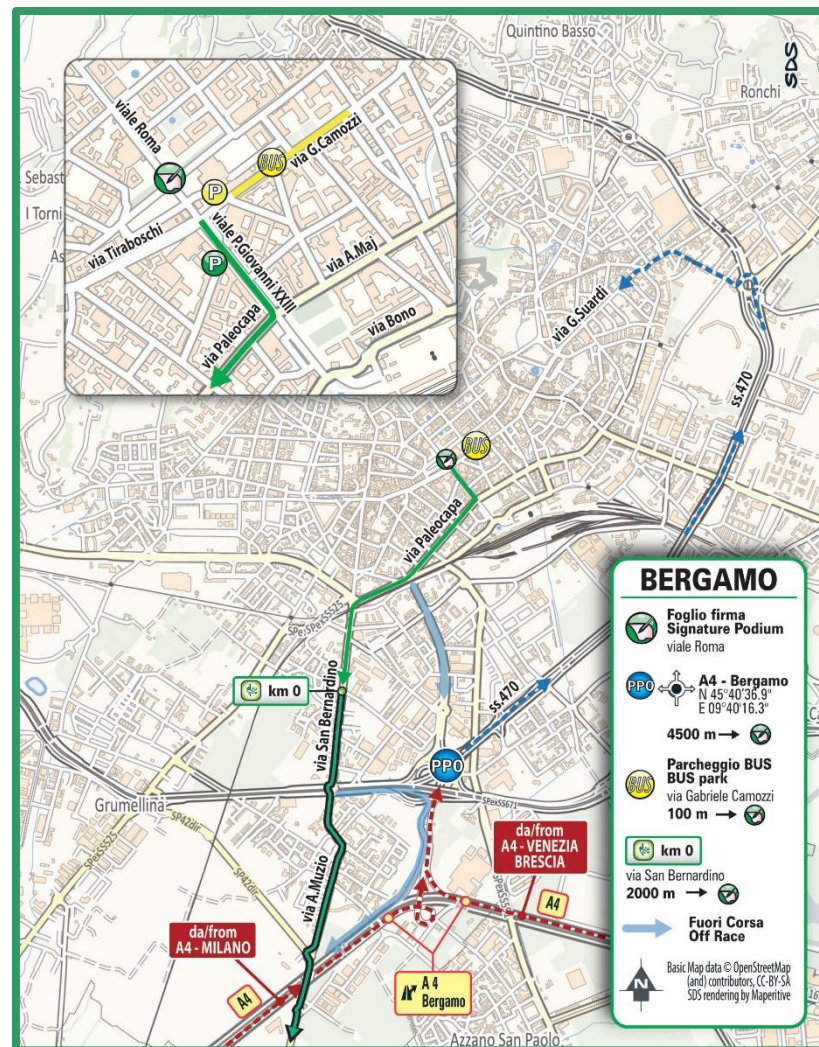 Quintino Basso
SDS
Ronchi
viale Roma
BUS
via G.Camozzi
P
via Tiraboschi
viale P.Giovanni XXIII
P
via A.Maj
via Paleocapa
via Bono
Sebast
I Torni
As
via G.Suardi
ss.470
BUS
via Paleocapa
SPexSS525
km 0
via San Bernardino
ss.470
PPO
Grumellina
SPexSS671
SPexSS525
SP42dir
SP42dir
via A.Muzio
da/from
A4 - VENEZIA
BRESCIA
A4
da/from
A4 - MILANO
A4
A 4
Bergamo
Azzano San Paolo
BERGAMO
Foglio firma
Signature Podium
viale Roma
PPO
A4 - Bergamo
N 45°40'36.9"
E 09°40'16.3"
4500 m
BUS
Parcheggio BUS
BUS park
via Gabriele Camozzi
100 m
km 0
via San Bernardino
2000 m
Fuori Corsa
Off Race
N
Basic Map data © OpenStreetMap
(and) contributors, CC-BY-SA
SDS rendering by Maperitive